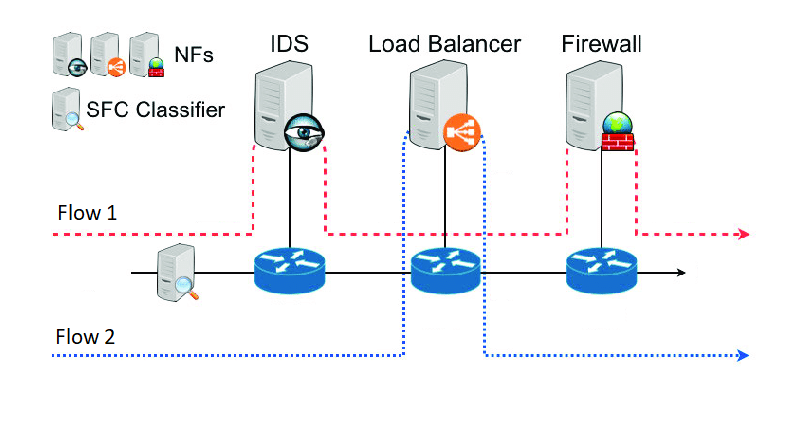 IDS Load Balancer Firewall
NFs
SFC Classifier
Flow 1
Flow 2